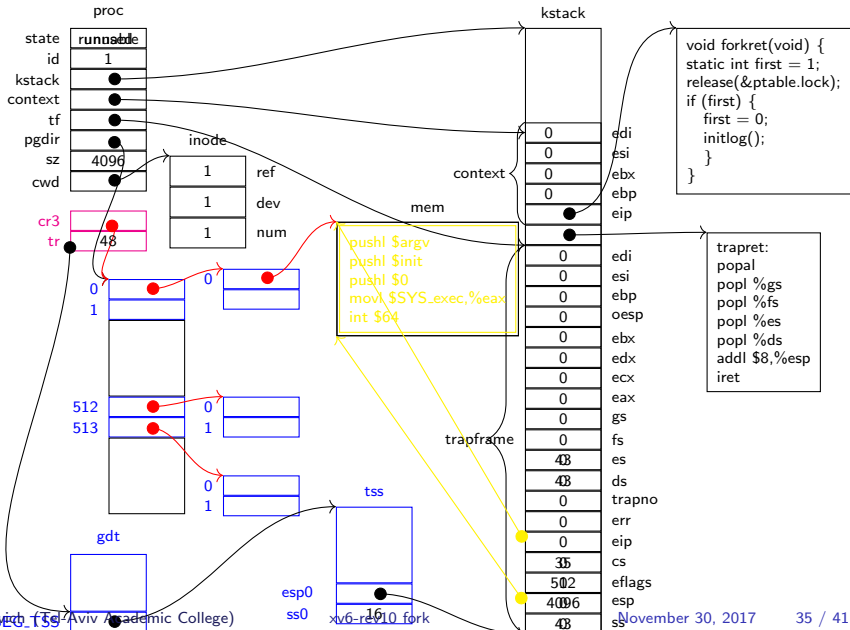 proc
state
id 1
kstack
context
tf
pgdir
sz 4096
cwd
cr3
tr 48
inode
1 ref
1 dev
1 num
0
1
512
513
0
0
1
0
1
gdt
tss
esp0
ss0 16
mem
pushl $argv
pushl $init
pushl $0
movl $SYS_exec,%eax
int $64
kstack
context
0 edi
0 esi
0 ebx
0 ebp
eip
trapframe
0 edi
0 esi
0 ebp
0 oesp
0 ebx
0 edx
0 ecx
0 eax
0 gs
0 fs
es
ds
0 trapno
0 err
0 eip
cs
eflags
esp
ss
void forkret(void) {
static int first = 1;
release(&ptable.lock);
if (first) {
first = 0;
initlog();
}
}
trapret:
popal
popl %gs
popl %fs
popl %es
popl %ds
addl $8,%esp
iret
(Tel-Aviv Academic College)
xv6-rev10 fork
November 30, 2017
35 / 41